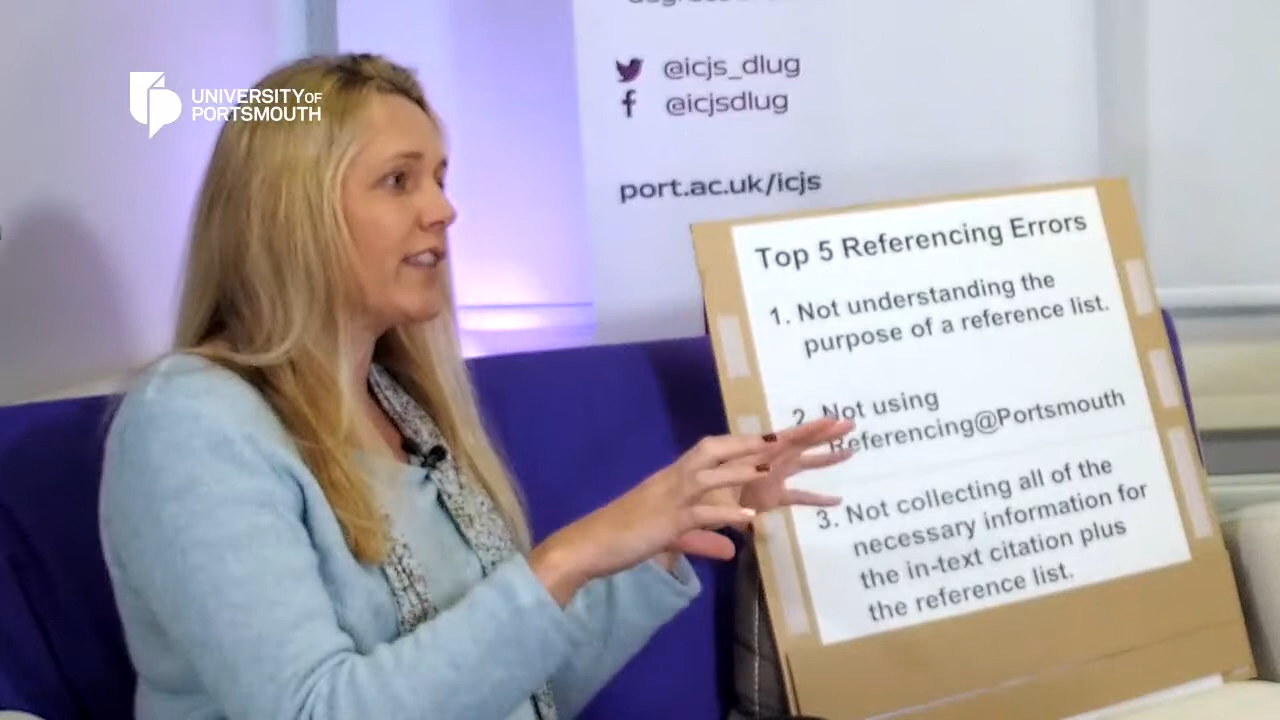 UNIVERSITY OF
PORTSMOUTH
@icjs_dlug
@icjsdlug
port.ac.uk/icjs
Top 5 Referencing Errors
1. Not understanding the
purpose of a reference list.
2. Not using
Referencing@Portsmouth
3. Not collecting all of the
necessary information for
the in-text citation plus
the reference list.